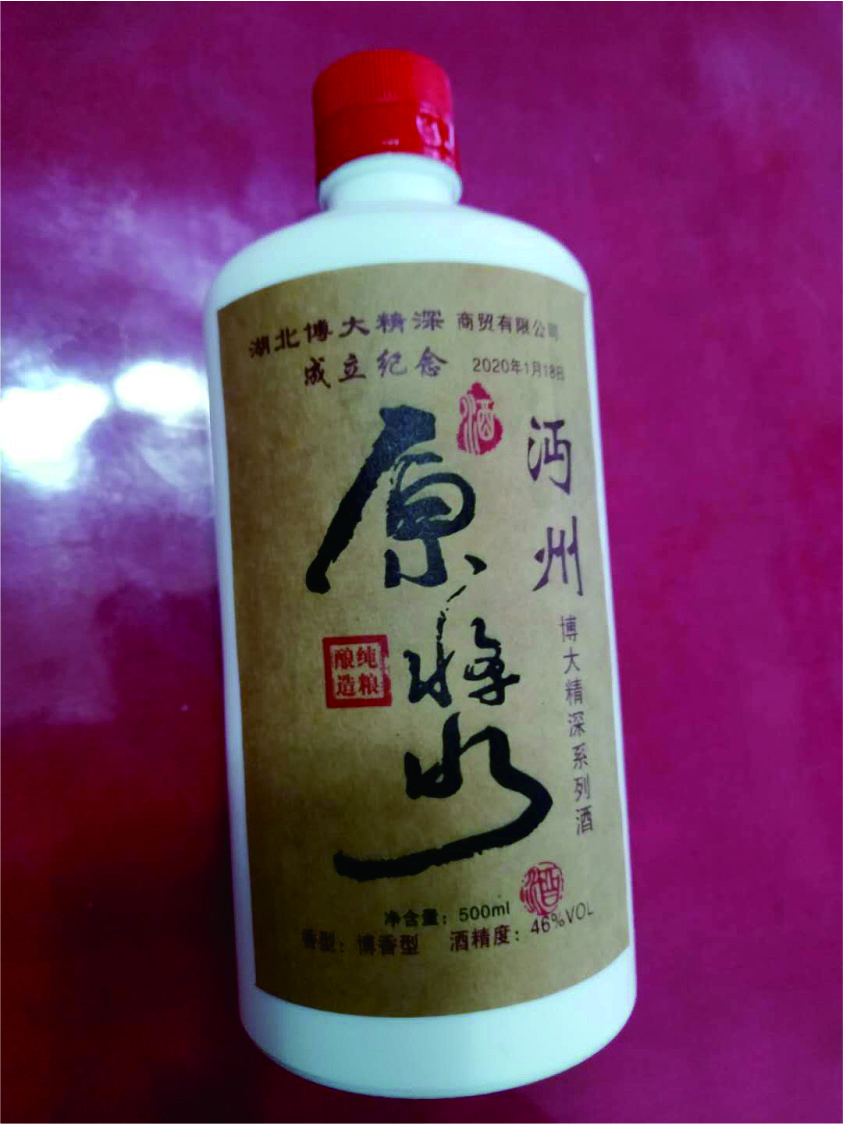 湖北博大精深 商贸有限公司
成立纪念 2020年1月18日
酒
沔州
原浆
博大精深系列酒
纯粮
酿造
酒
净含量：500ml
香型：博香型 酒精度：46%VOL